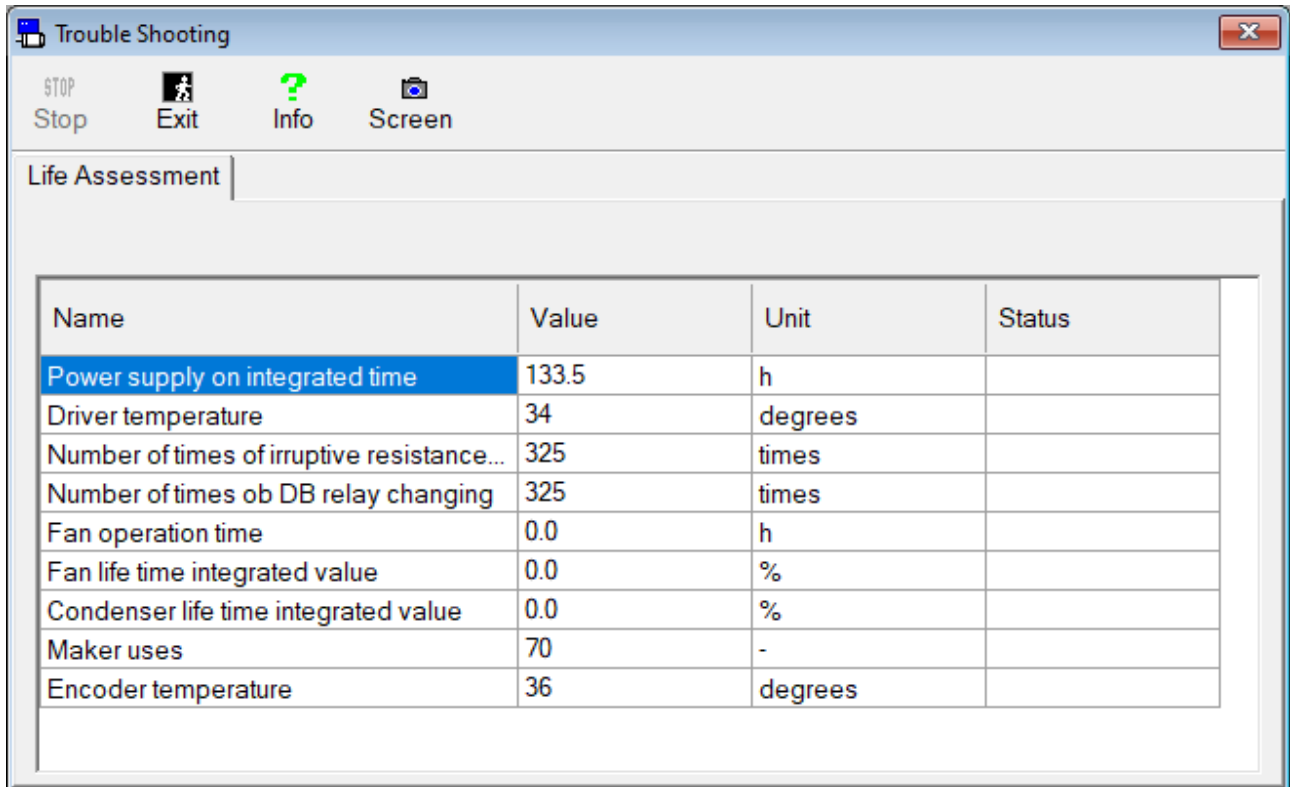 Trouble Shooting
STOP
Stop Exit Info Screen
Life Assessment
Name Value Unit Status
Power supply on integrated time 133.5 h
Driver temperature 34 degrees
Number of times of irruptive resistance... 325 times
Number of times ob DB relay changing 325 times
Fan operation time 0.0 h
Fan life time integrated value 0.0 %
Condenser life time integrated value 0.0 %
Maker uses 70 -
Encoder temperature 36 degrees